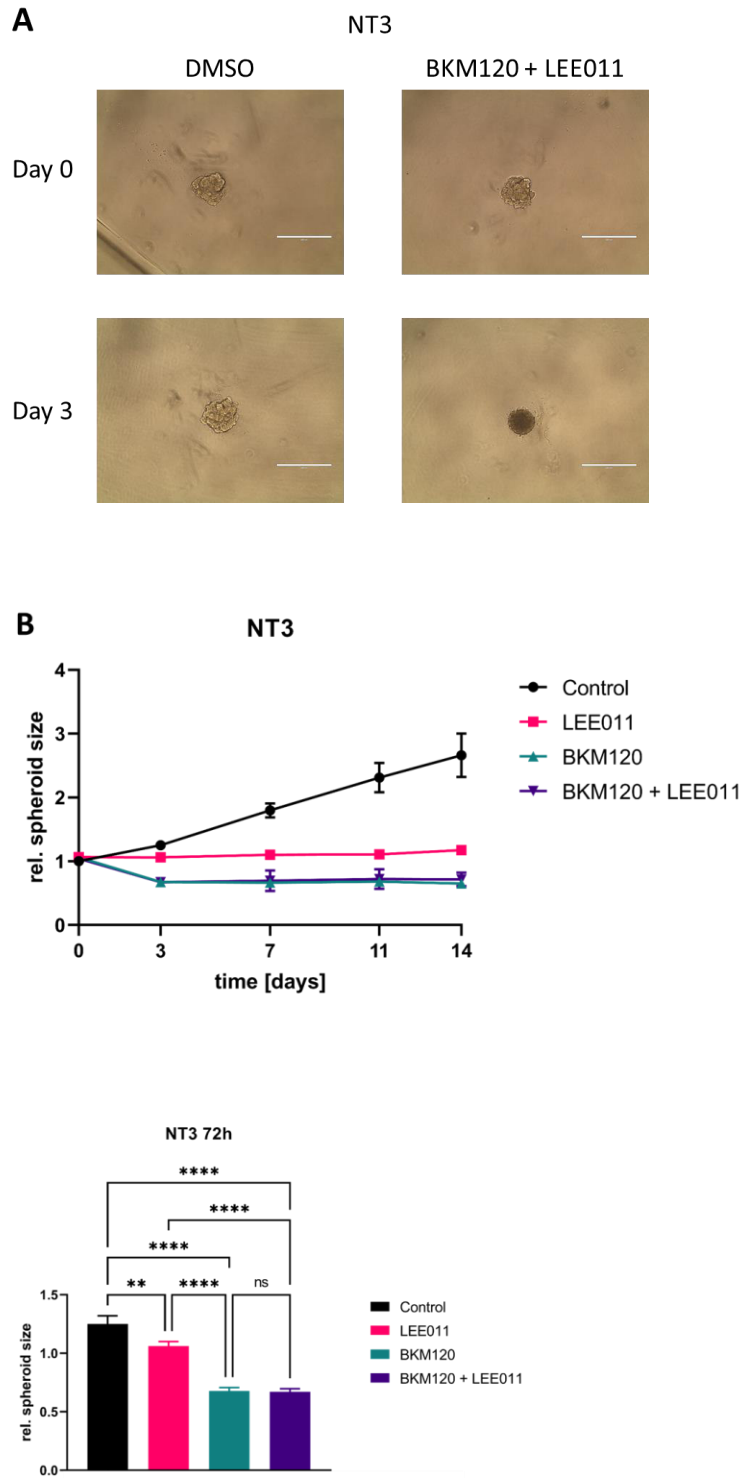 A
NT3
DMSO
BKM120 + LEE011
Day 0
Day 3
B
NT3
rel. spheroid size
4
3
2
1
0
0 3 7 11 14
time [days]
Control
LEE011
BKM120
BKM120 + LEE011
NT3 72h
****
****
****
** **** ns
rel. spheroid size
1.5
1.0
0.5
0.0
Control
LEE011
BKM120
BKM120 + LEE011